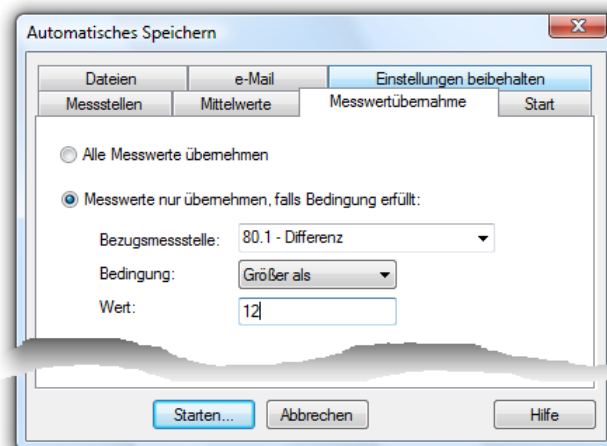 Automatisches Speichern
Dateien e-Mail Einstellungen beibehalten
Messstellen Mittelwerte Messwertübernahme Start
Alle Messwerte übernehmen
Messwerte nur übernehmen, falls Bedingung erfüllt:
Bezugsmessstelle: 80.1 - Differenz
Bedingung: Größer als
Wert: 12
Starten... Abbrechen Hilfe